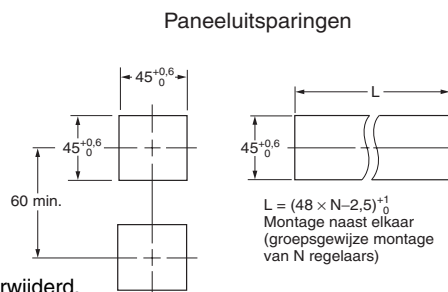 Paneeluitsparingen
45 +0,6 0
L
45 +0,6 0
45 +0,6 0
60 min.
L = (48 × N–2,5) +1 0
Montage naast elkaar
(groepsgewijze montage
van N regelaars)
rwijderd.